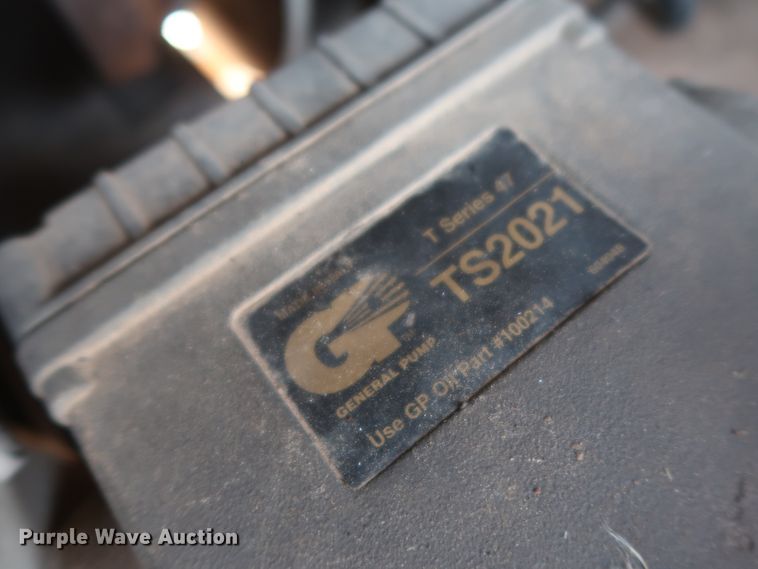 T Series 47
TS2021
GP
GENERAL PUMP
Use GP Oil Part #100214
Purple Wave Auction